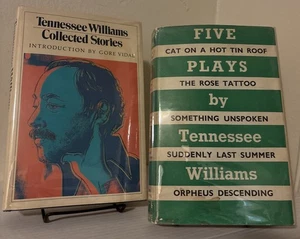 Tennessee Williams
Collected Stories
INTRODUCTION BY GORE VIDAL
FIVE
CAT ON A HOT TIN ROOF
PLAYS
THE ROSE TATTOO
by
SOMETHING UNSPOKEN
Tennessee
SUDDENLY LAST SUMMER
Williams
ORPHEUS DESCENDING